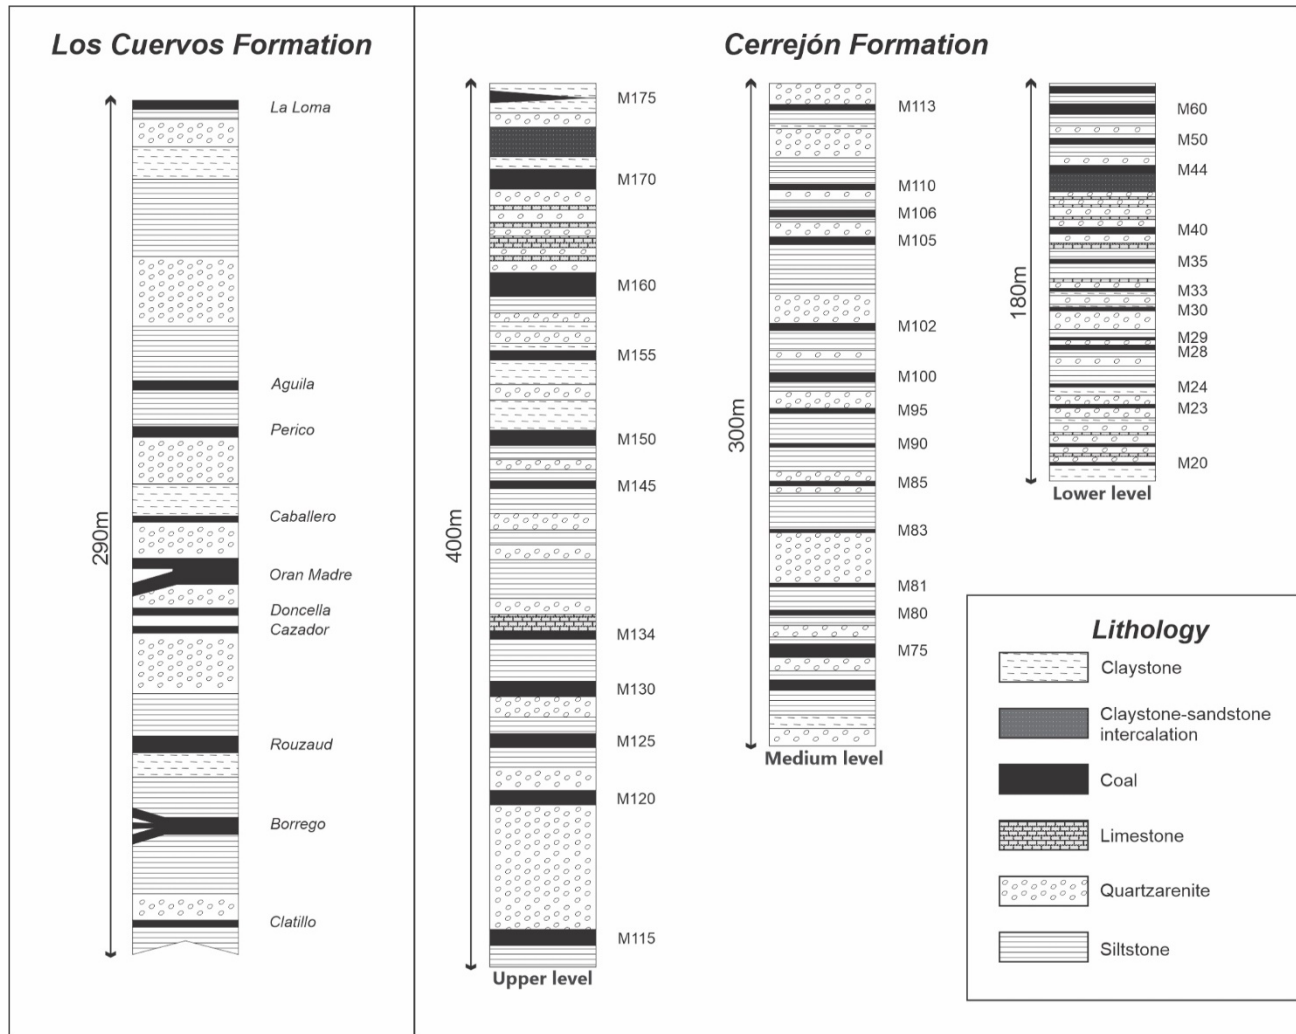 Los Cuervos Formation
290m
La Loma
Aguila
Perico
Caballero
Oran Madre
Doncella
Cazador
Rouzaud
Borrego
Clatillo
Cerrejón Formation
400m
M175
M170
M160
M155
M150
M145
M134
M130
M125
M120
M115
Upper level
300m
M113
M110
M106
M105
M102
M100
M95
M90
M85
M83
M81
M80
M75
Medium level
180m
M60
M50
M44
M40
M35
M33
M30
M29
M28
M24
M23
M20
Lower level
Lithology
Claystone
Claystone-sandstone
intercalation
Coal
Limestone
Quartzarenite
Siltstone